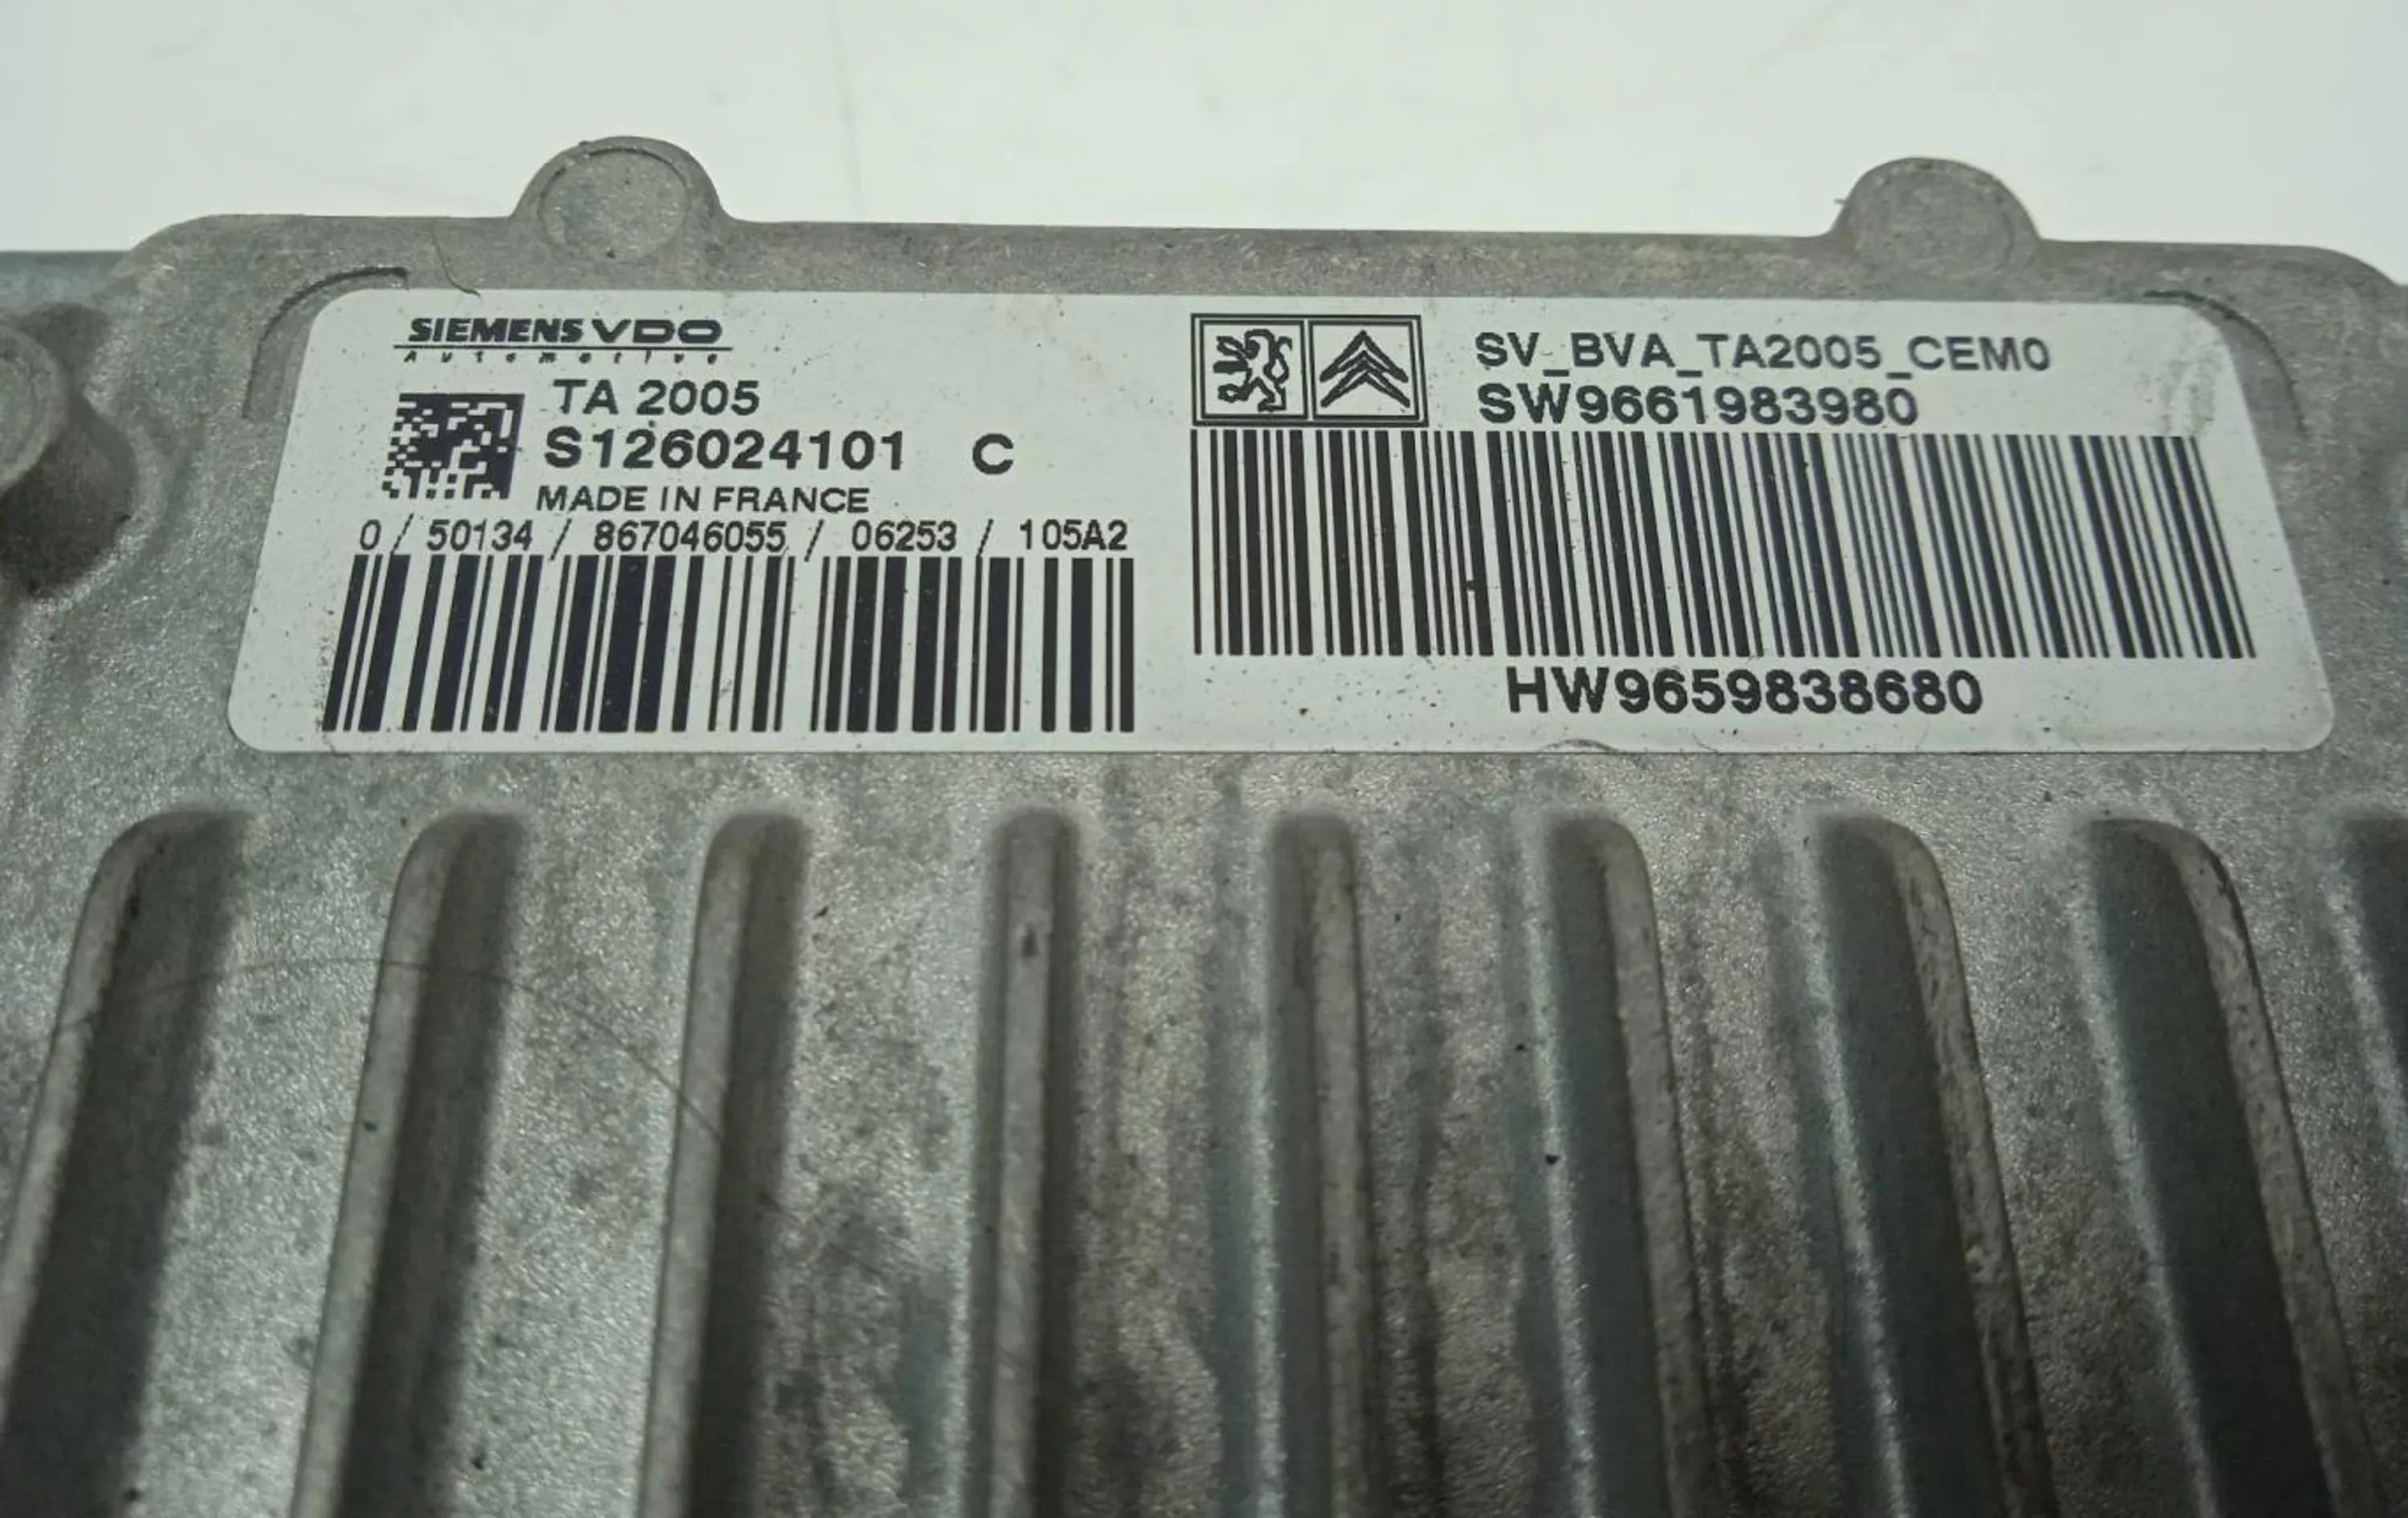 SIEMENS VDO
Automotive
TA 2005
S126024101 C
MADE IN FRANCE
0 / 50134 / 867046055 / 06253 / 105A2
SV_BVA_TA2005_CEM0
SW9661983980
HW9659838680